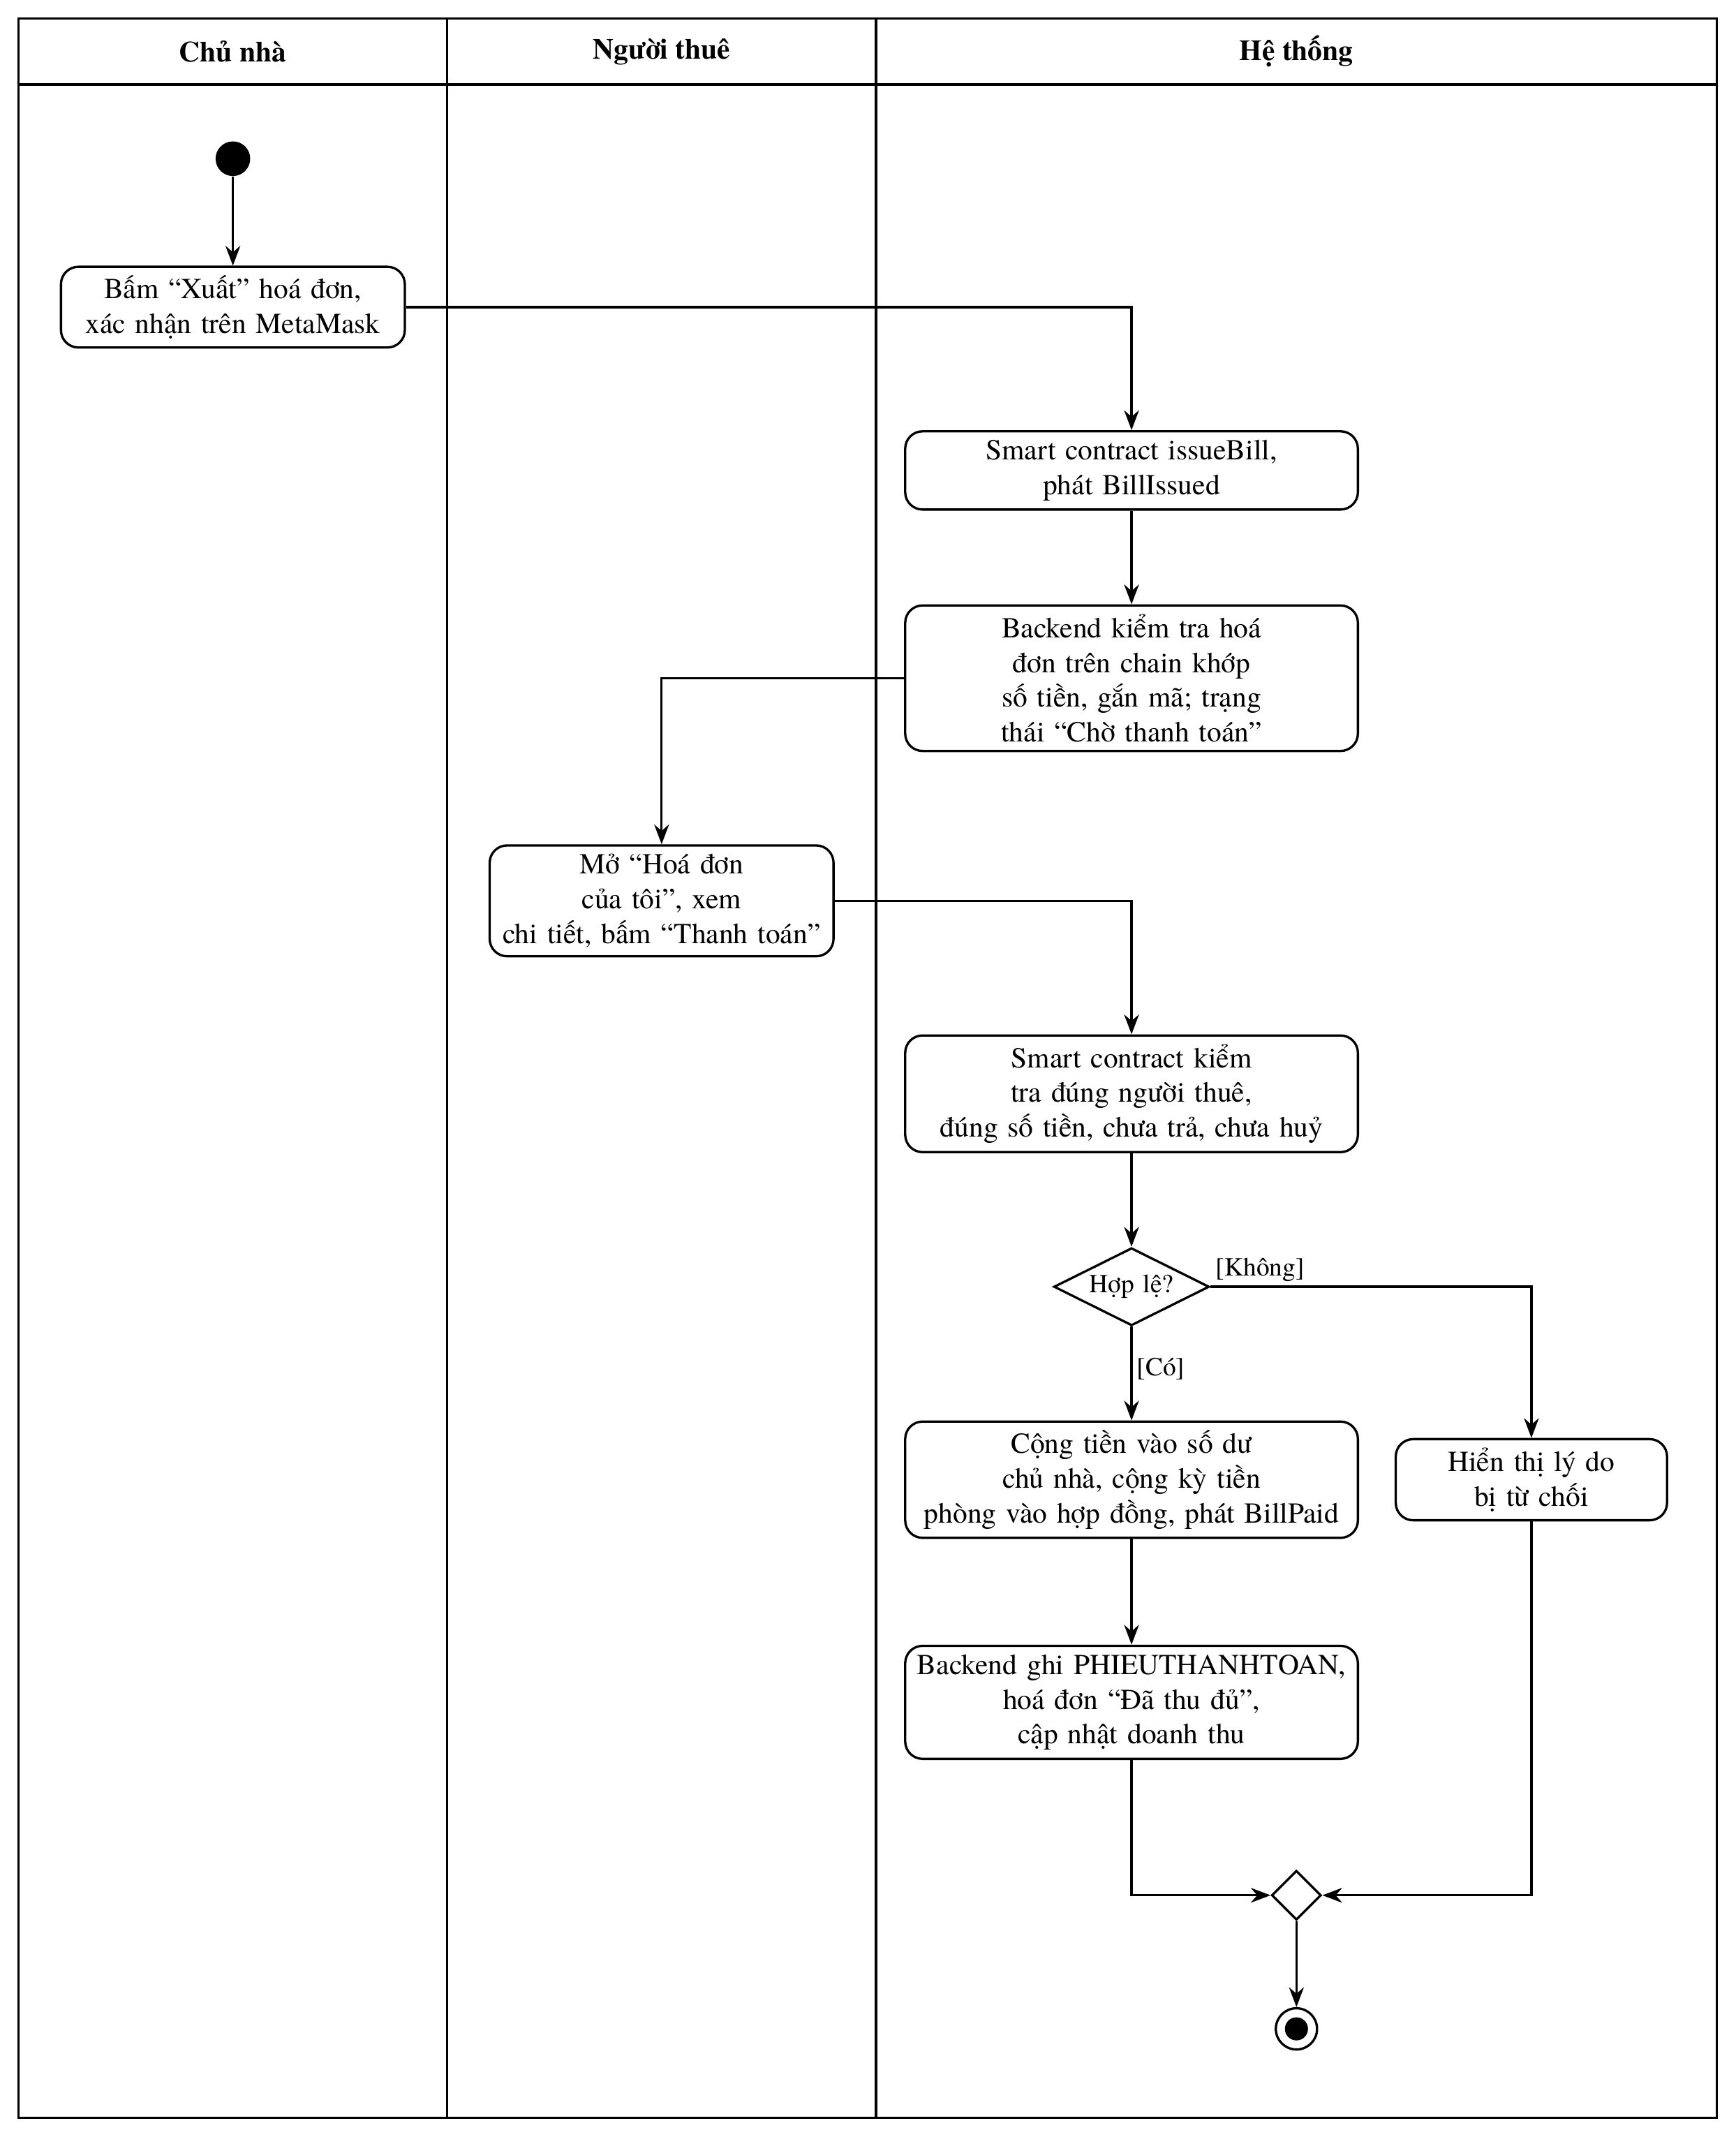 Chủ nhà
Người thuê
Hệ thống
Bấm “Xuất” hoá đơn,
xác nhận trên MetaMask
Smart contract issueBill,
phát BillIssued
Backend kiểm tra hoá
đơn trên chain khớp
số tiền, gắn mã; trạng
thái “Chờ thanh toán”
Mở “Hoá đơn
của tôi”, xem
chi tiết, bấm “Thanh toán”
Smart contract kiểm
tra đúng người thuê,
đúng số tiền, chưa trả, chưa huỷ
Hợp lệ?
[Không]
[Có]
Cộng tiền vào số dư
chủ nhà, cộng kỳ tiền
phòng vào hợp đồng, phát BillPaid
Hiển thị lý do
bị từ chối
Backend ghi PHIEUTHANHTOAN,
hoá đơn “Đã thu đủ”,
cập nhật doanh thu